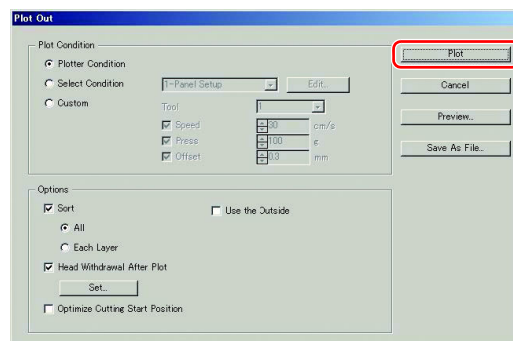 Plot Out
Plot Condition
Plotter Condition
Select Condition
1-Panel Setup
Edit..
Custom
Tool
1
Speed
30
cm/s
Press
100
g
Offset
0.3
mm
Plot
Cancel
Preview..
Save As File..
Options
Sort
Use the Outside
All
Each Layer
Head Withdrawal After Plot
Set..
Optimize Cutting Start Position